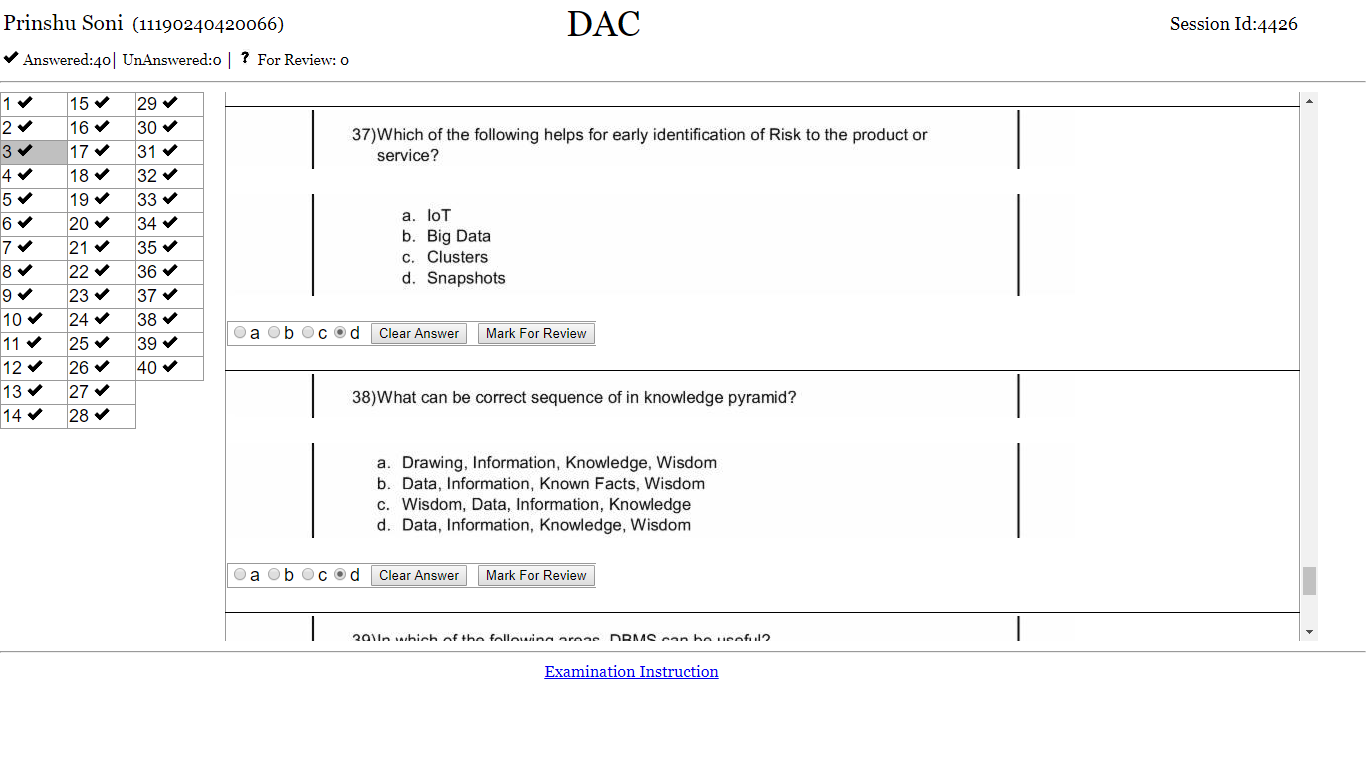 Prinshu Soni (11190240420066)
DAC
Session Id:4426
Answered:40| UnAnswered:0 | ? For Review: 0
1 ✔ 15 ✔ 29 ✔
2 ✔ 16 ✔ 30 ✔
3 ✔ 17 ✔ 31 ✔
4 ✔ 18 ✔ 32 ✔
5 ✔ 19 ✔ 33 ✔
6 ✔ 20 ✔ 34 ✔
7 ✔ 21 ✔ 35 ✔
8 ✔ 22 ✔ 36 ✔
9 ✔ 23 ✔ 37 ✔
10 ✔ 24 ✔ 38 ✔
11 ✔ 25 ✔ 39 ✔
12 ✔ 26 ✔ 40 ✔
13 ✔ 27 ✔
14 ✔ 28 ✔
37)Which of the following helps for early identification of Risk to the product or
service?
a. IoT
b. Big Data
c. Clusters
d. Snapshots
a b c d Clear Answer Mark For Review
38)What can be correct sequence of in knowledge pyramid?
a. Drawing, Information, Knowledge, Wisdom
b. Data, Information, Known Facts, Wisdom
c. Wisdom, Data, Information, Knowledge
d. Data, Information, Knowledge, Wisdom
a b c d Clear Answer Mark For Review
39)In which of the following areas, DBMS can be useful?
Examination Instruction